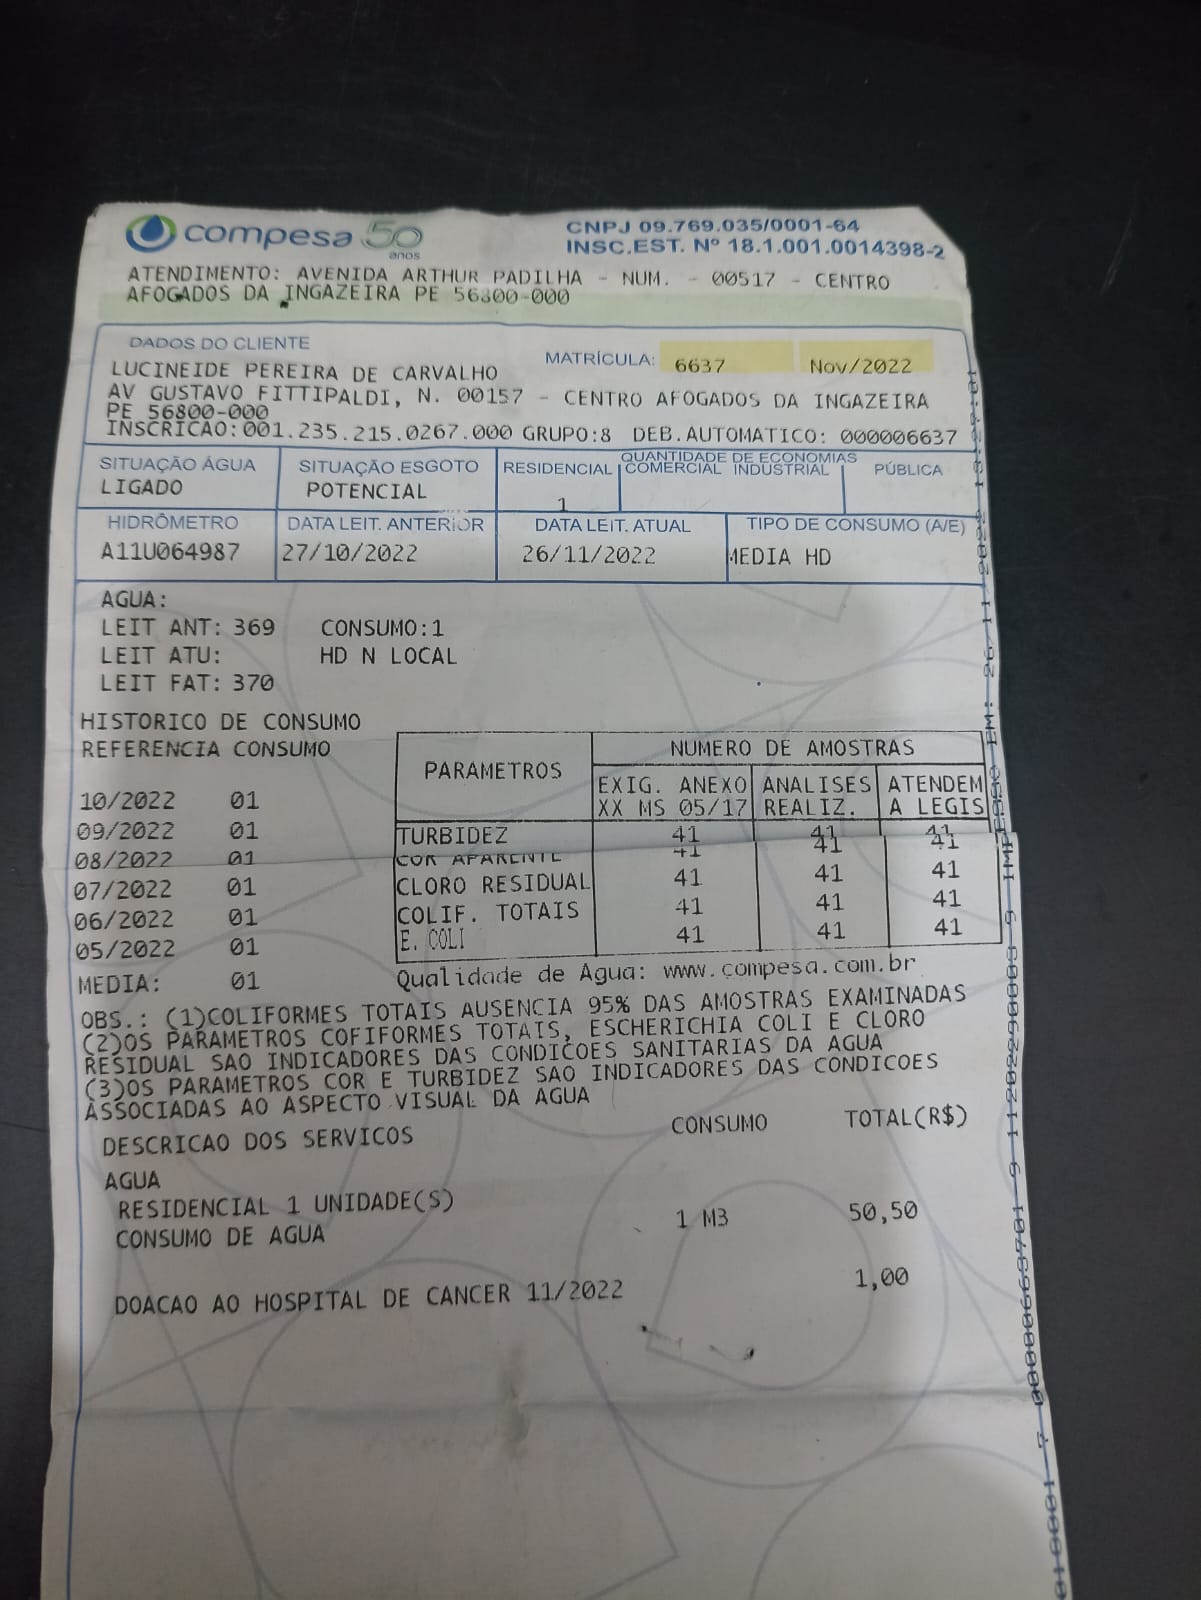 compesa 50 anos
CNPJ 09.769.035/0001-64
INSC.EST. Nº 18.1.001.0014398-2
ATENDIMENTO: AVENIDA ARTHUR PADILHA - NUM. - 00517 - CENTRO
AFOGADOS DA INGAZEIRA PE 56800-000
DADOS DO CLIENTE
MATRÍCULA: 6637 Nov/2022
LUCINEIDE PEREIRA DE CARVALHO
AV GUSTAVO FITTIPALDI, N. 00157 - CENTRO AFOGADOS DA INGAZEIRA
PE 56800-000
INSCRICAO:001.235.215.0267.000 GRUPO:8 DEB.AUTOMATICO: 000006637
SITUAÇÃO ÁGUA SITUAÇÃO ESGOTO QUANTIDADE DE ECONOMIAS
RESIDENCIAL COMERCIAL INDUSTRIAL PÚBLICA
LIGADO POTENCIAL 1
HIDRÔMETRO DATA LEIT. ANTERIOR DATA LEIT. ATUAL TIPO DE CONSUMO (A/E)
A11U064987 27/10/2022 26/11/2022 MEDIA HD
AGUA:
LEIT ANT: 369 CONSUMO:1
LEIT ATU: HD N LOCAL
LEIT FAT: 370
HISTORICO DE CONSUMO
REFERENCIA CONSUMO
10/2022 01
09/2022 01
08/2022 01
07/2022 01
06/2022 01
05/2022 01
MEDIA: 01
PARAMETROS NUMERO DE AMOSTRAS
EXIG. ANEXO ANALISES ATENDEM
XX MS 05/17 REALIZ. A LEGIS
TURBIDEZ 41 41 41
COR APARENTE 41 41 41
CLORO RESIDUAL 41 41 41
COLIF. TOTAIS 41 41 41
E. COLI 41 41 41
Qualidade de Agua: www.compesa.com.br
OBS.: (1)COLIFORMES TOTAIS AUSENCIA 95% DAS AMOSTRAS EXAMINADAS
(2)OS PARAMETROS COFIFORMES TOTAIS, ESCHERICHIA COLI E CLORO
RESIDUAL SAO INDICADORES DAS CONDICOES SANITARIAS DA AGUA
(3)OS PARAMETROS COR E TURBIDEZ SAO INDICADORES DAS CONDICOES
ASSOCIADAS AO ASPECTO VISUAL DA AGUA
DESCRICAO DOS SERVICOS CONSUMO TOTAL(R$)
AGUA
RESIDENCIAL 1 UNIDADE(S)
CONSUMO DE AGUA 1 M3 50,50
DOACAO AO HOSPITAL DE CANCER 11/2022 1,00